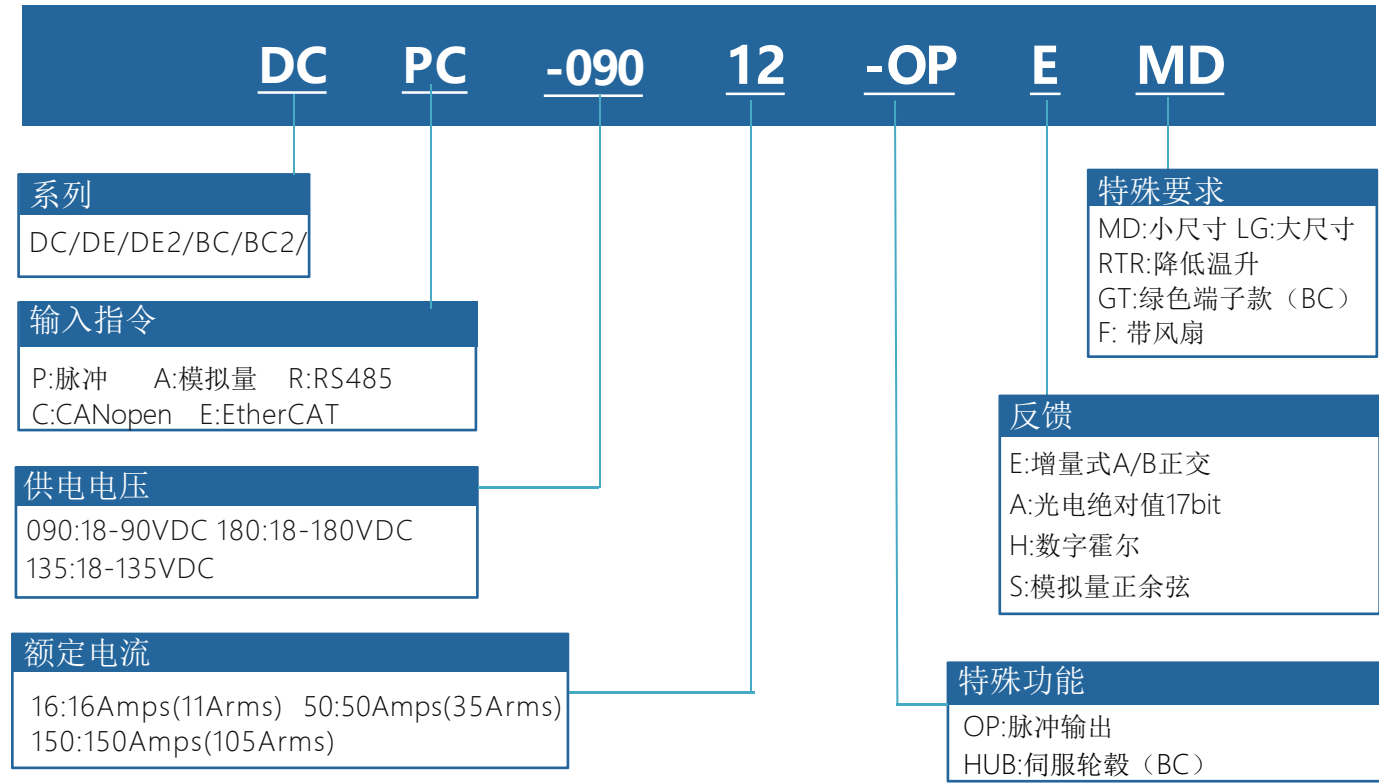 DC PC -090 12 -OP E MD
系列
DC/DE/DE2/BC/BC2/
输入指令
P:脉冲 A:模拟量 R:RS485
C:CANopen E:EtherCAT
供电电压
090:18-90VDC 180:18-180VDC
135:18-135VDC
额定电流
16:16Amps(11Arms) 50:50Amps(35Arms)
150:150Amps(105Arms)
特殊要求
MD:小尺寸 LG:大尺寸
RTR:降低温升
GT:绿色端子款（BC）
F: 带风扇
反馈
E:增量式A/B正交
A:光电绝对值17bit
H:数字霍尔
S:模拟量正余弦
特殊功能
OP:脉冲输出
HUB:伺服轮毂（BC）